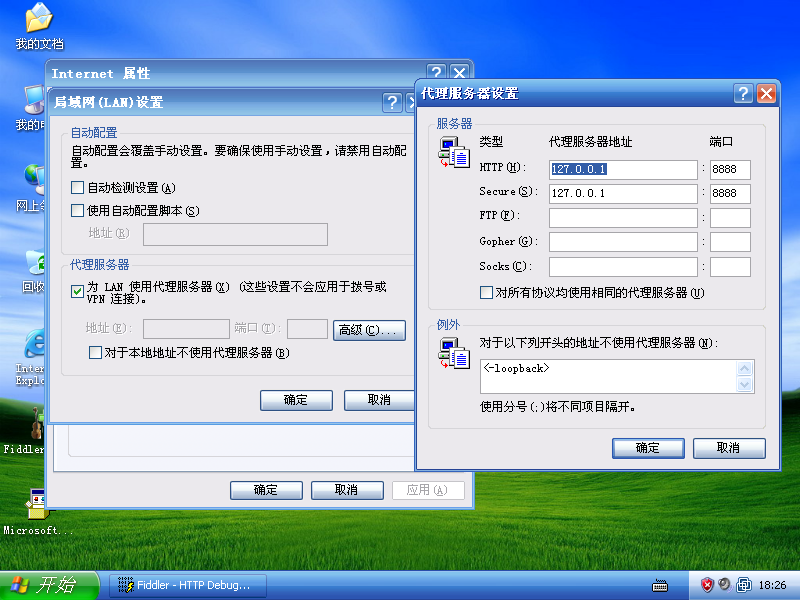 我的文档
我的电
网上令
回收
Inter
Explo
Fiddler
Microsoft...
Internet 属性
局域网(LAN)设置
自动配置
自动配置会覆盖手动设置。要确保使用手动设置，请禁用自动配
置。
自动检测设置(A)
使用自动配置脚本(S)
地址(R)
代理服务器
为 LAN 使用代理服务器(X) (这些设置不会应用于拨号或
VPN 连接)。
地址(E):
端口(T):
高级(C)...
对于本地地址不使用代理服务器(B)
确定
取消
确定
取消
应用(A)
代理服务器设置
服务器
类型
代理服务器地址
端口
HTTP(H): 127.0.0.1 : 8888
Secure(S): 127.0.0.1 : 8888
FTP(F): :
Gopher(G): :
Socks(C): :
对所有协议均使用相同的代理服务器(U)
例外
对于以下列开头的地址不使用代理服务器(N):
<-loopback>
使用分号(;)将不同项目隔开。
确定
取消
开始
Fiddler - HTTP Debug...
18:26